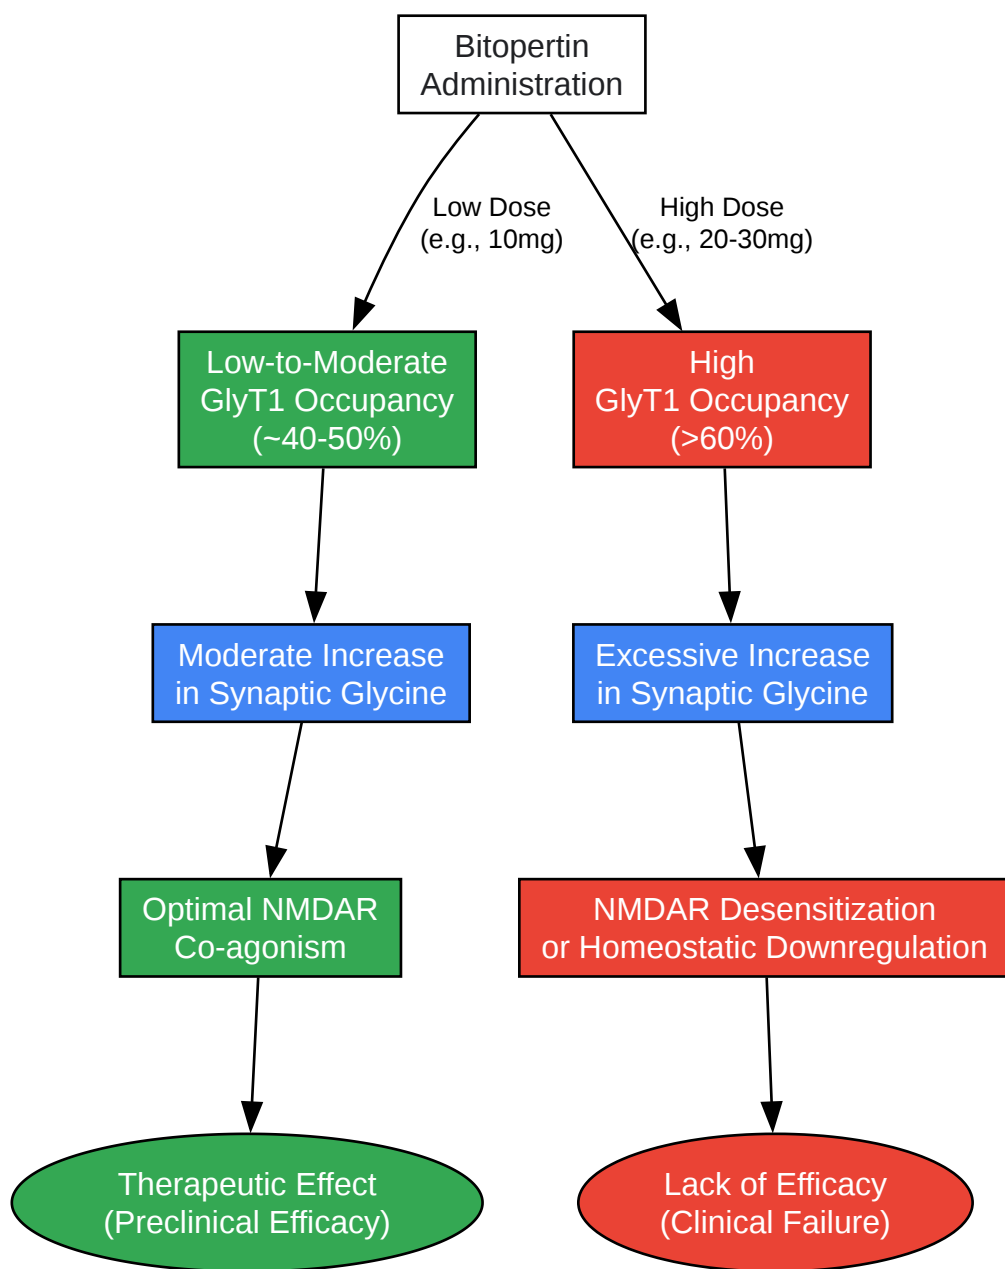 Bitopertin
Administration
Low Dose
(e.g., 10mg)
High Dose
(e.g., 20-30mg)
Low-to-Moderate
GlyT1 Occupancy
(~40-50%)
High
GlyT1 Occupancy
(>60%)
Moderate Increase
in Synaptic Glycine
Excessive Increase
in Synaptic Glycine
Optimal NMDAR
Co-agonism
NMDAR Desensitization
or Homeostatic Downregulation
Therapeutic Effect
(Preclinical Efficacy)
Lack of Efficacy
(Clinical Failure)